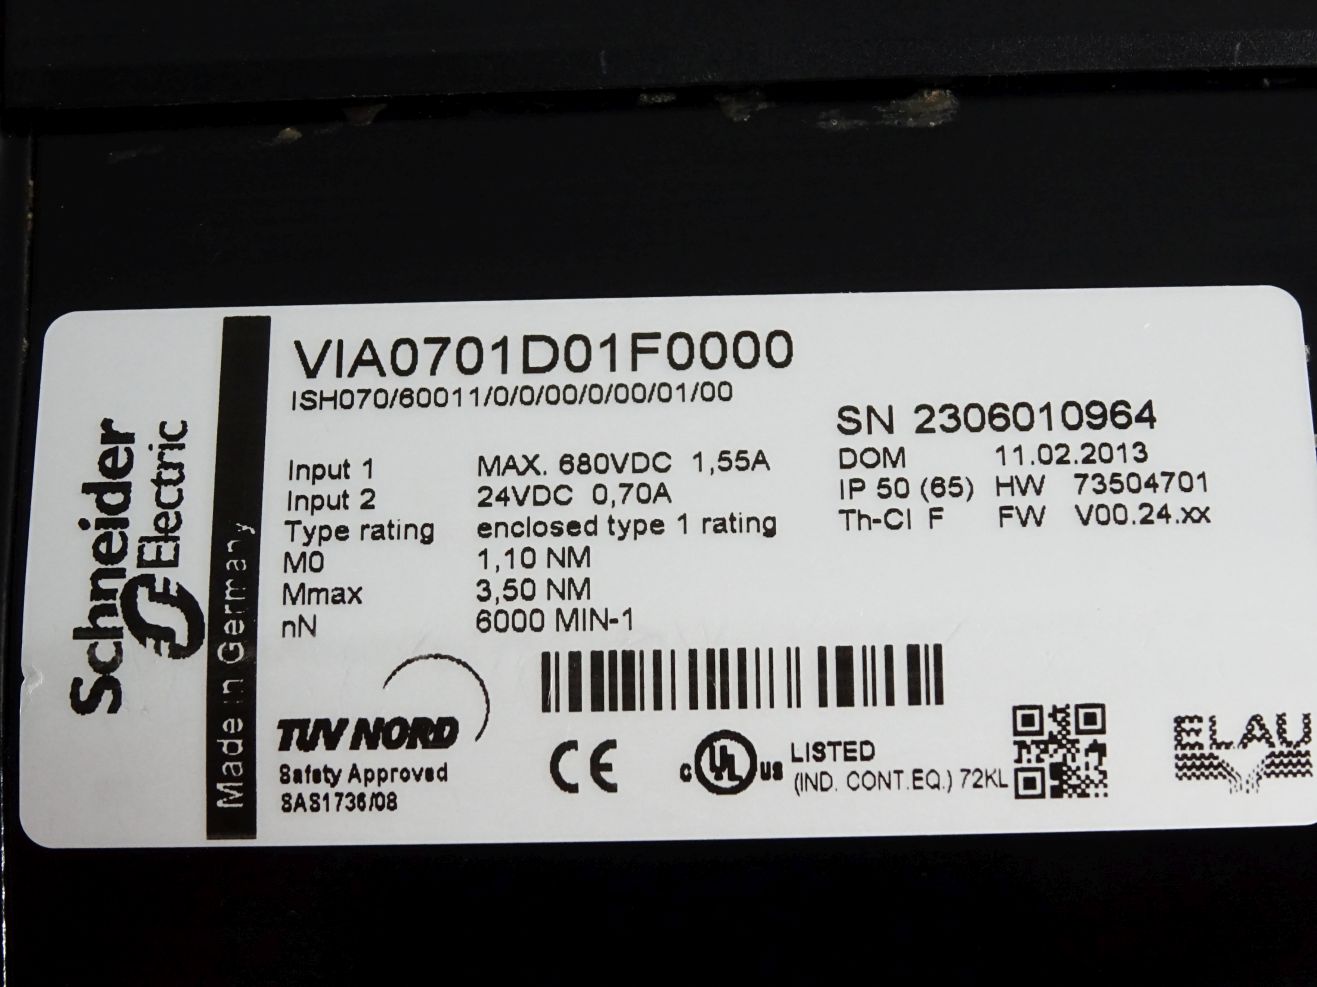 Schneider
Electric
Made in Germany
VIA0701D01F0000
ISH070/60011/0/0/00/0/00/01/00
SN 2306010964
Input 1 MAX. 680VDC 1,55A
DOM 11.02.2013
Input 2 24VDC 0,70A
IP 50 (65) HW 73504701
Type rating enclosed type 1 rating
Th-Cl F FW V00.24.xx
M0 1,10 NM
Mmax 3,50 NM
nN 6000 MIN-1
TUV NORD
Safety Approved
SAS1736/08
CE
c UL us LISTED
(IND. CONT.EQ.) 72KL
ELAU